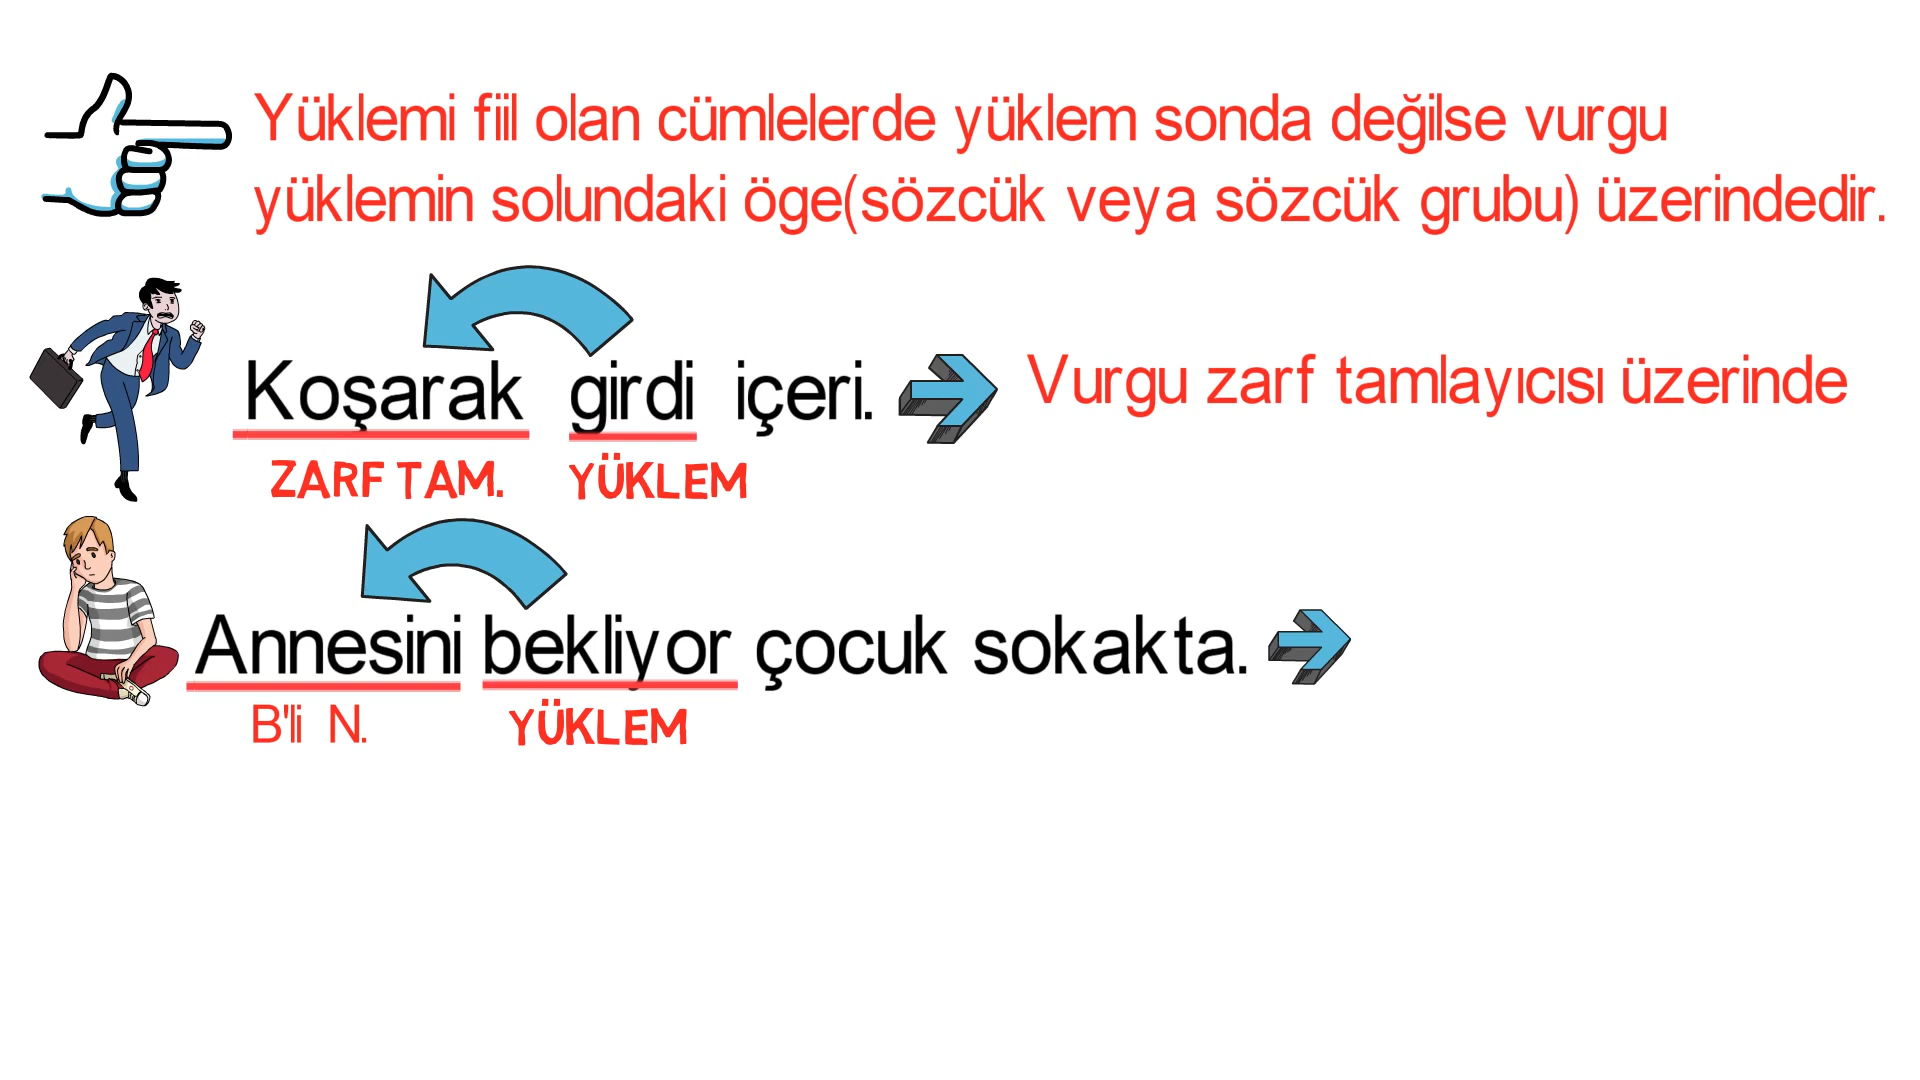 Yüklemi fiil olan cümlelerde yüklem sonda değilse vurgu
yüklemin solundaki öge(sözcük veya sözcük grubu) üzerindedir.
Koşarak girdi içeri. Vurgu zarf tamlayıcısı üzerinde
ZARF TAM. YÜKLEM
Annesini bekliyor çocuk sokakta.
B'li N. YÜKLEM